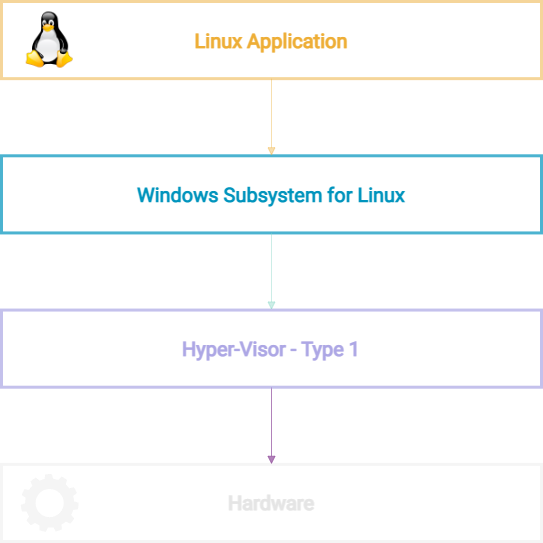 Linux Application
Windows Subsystem for Linux
Hyper-Visor - Type 1
Hardware